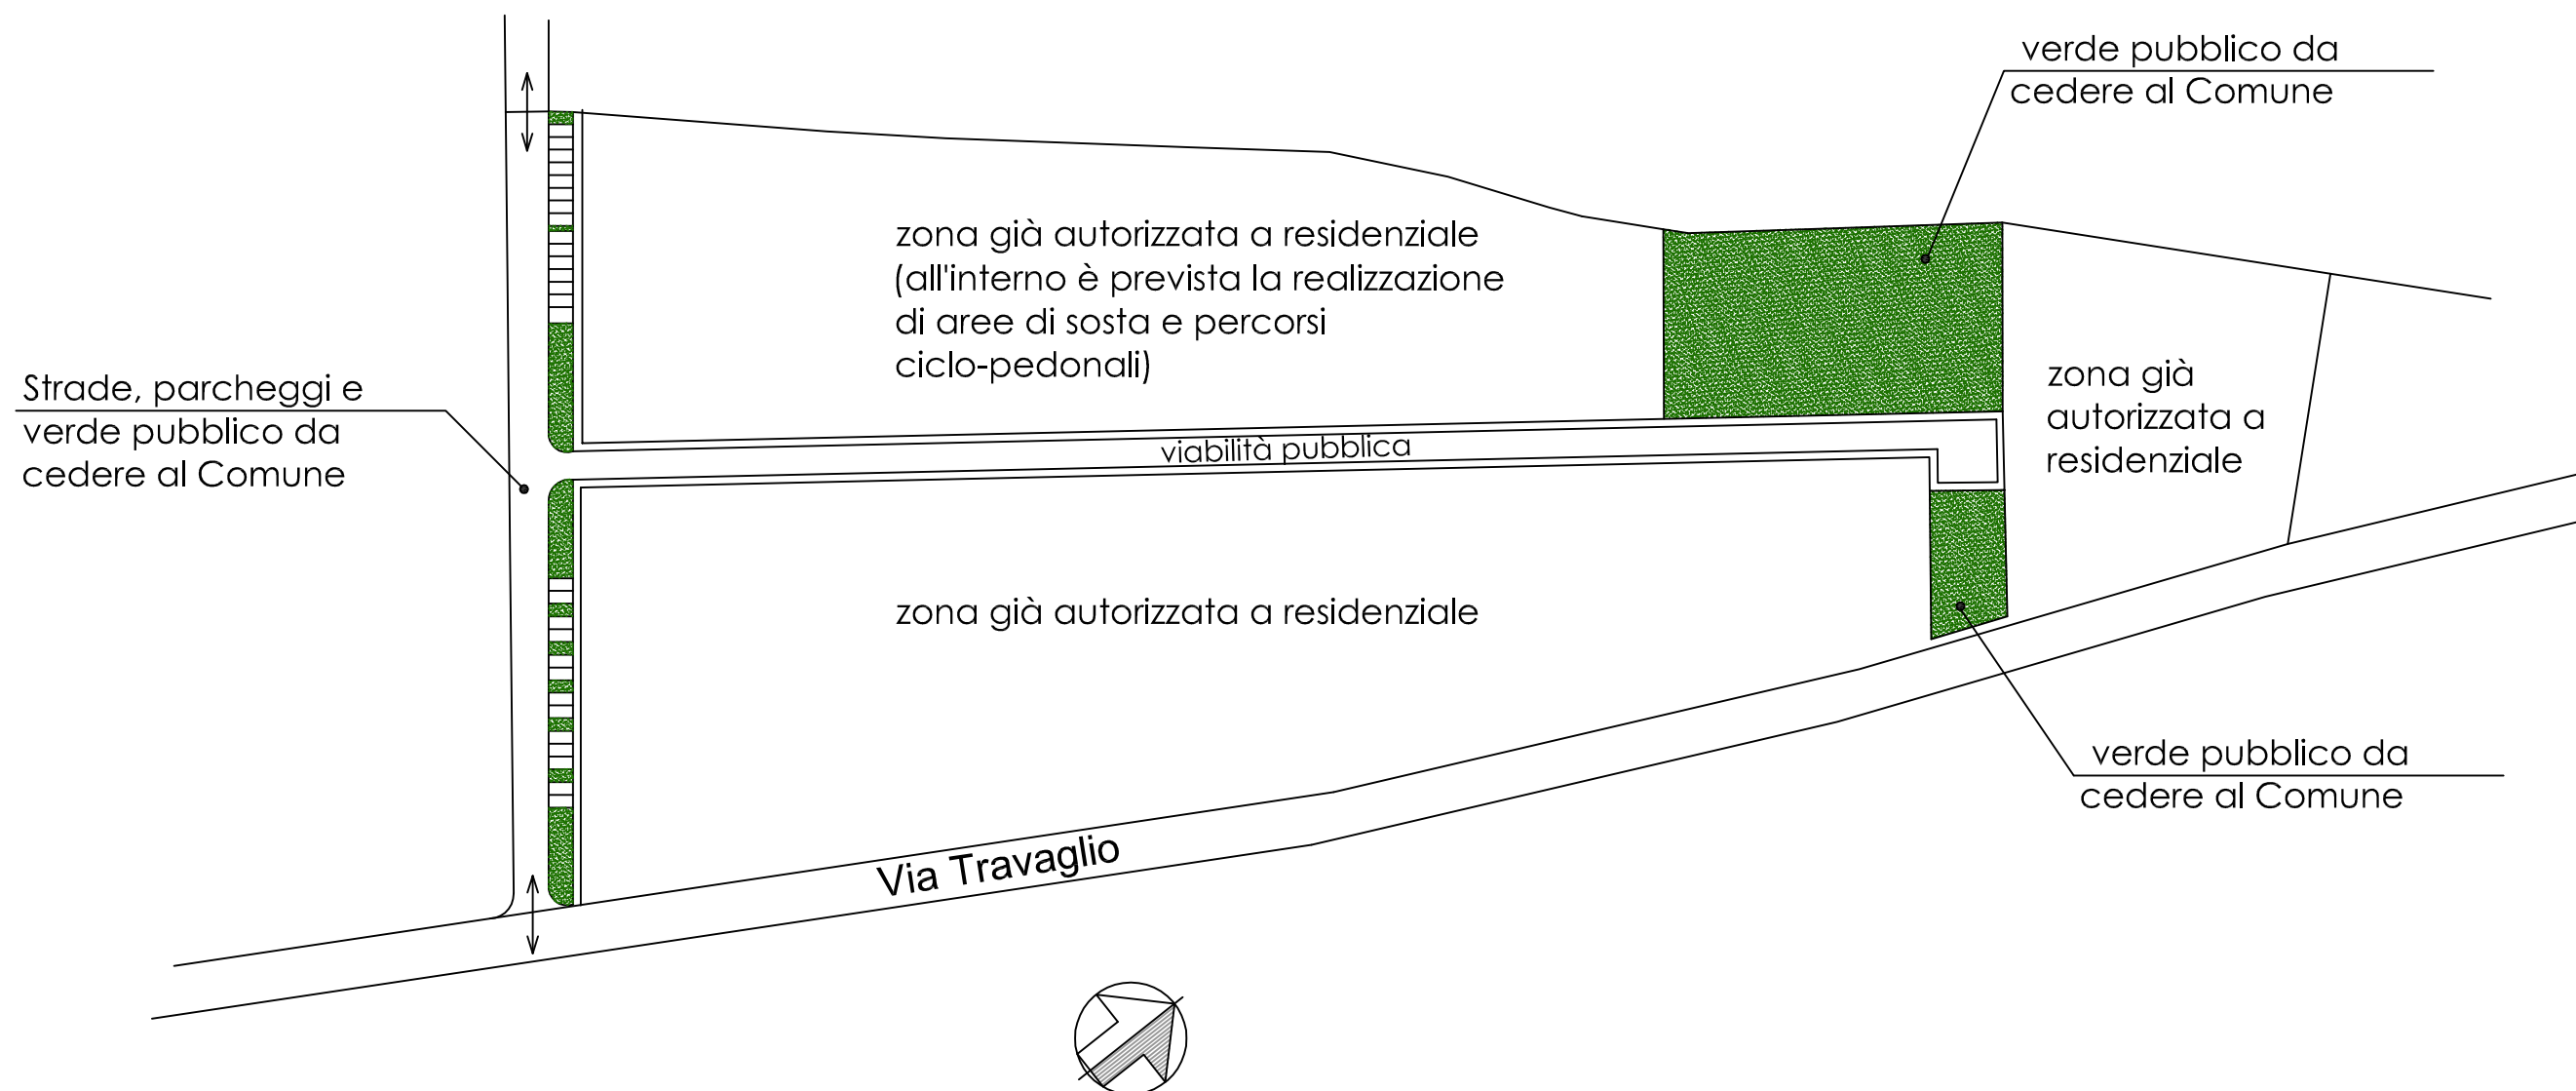 verde pubblico da
cedere al Comune
zona già autorizzata a residenziale
(all'interno è prevista la realizzazione
di aree di sosta e percorsi
ciclo-pedonali)
Strade, parcheggi e
verde pubblico da
cedere al Comune
zona già
autorizzata a
residenziale
viabilità pubblica
zona già autorizzata a residenziale
verde pubblico da
cedere al Comune
Via Travaglio